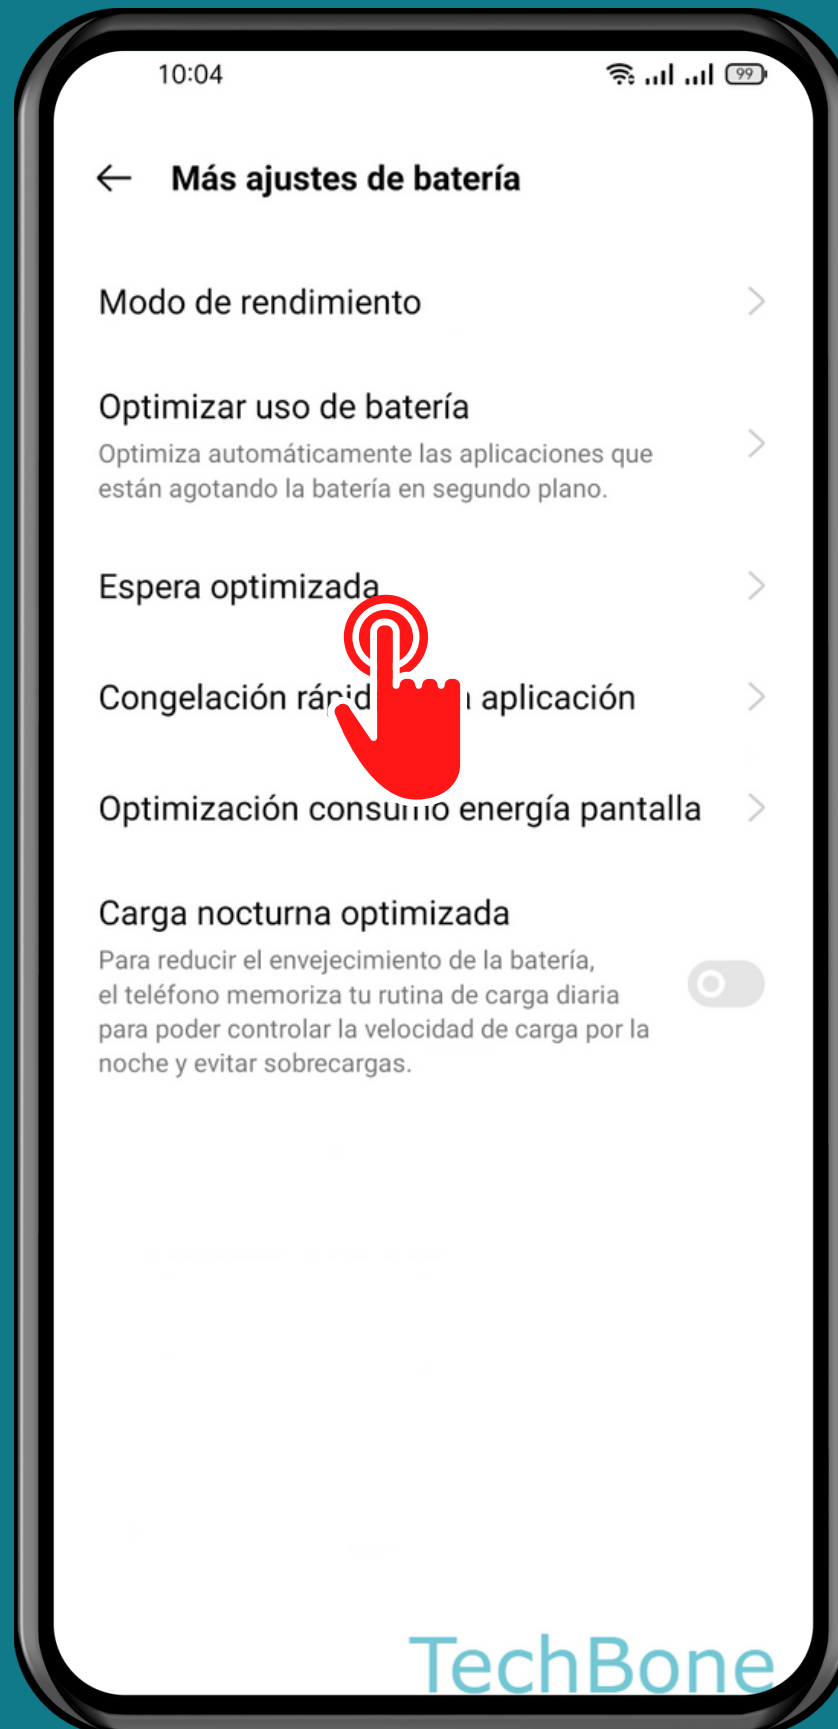 10:04
99
Más ajustes de batería
Modo de rendimiento
Optimizar uso de batería
Optimiza automáticamente las aplicaciones que
están agotando la batería en segundo plano.
Espera optimizada
Congelación aplicación
Optimización consumo energía pantalla
Carga nocturna optimizada
Para reducir el envejecimiento de la batería,
el teléfono memoriza tu rutina de carga diaria
para poder controlar la velocidad de carga por la
noche y evitar sobrecargas.
TechBone